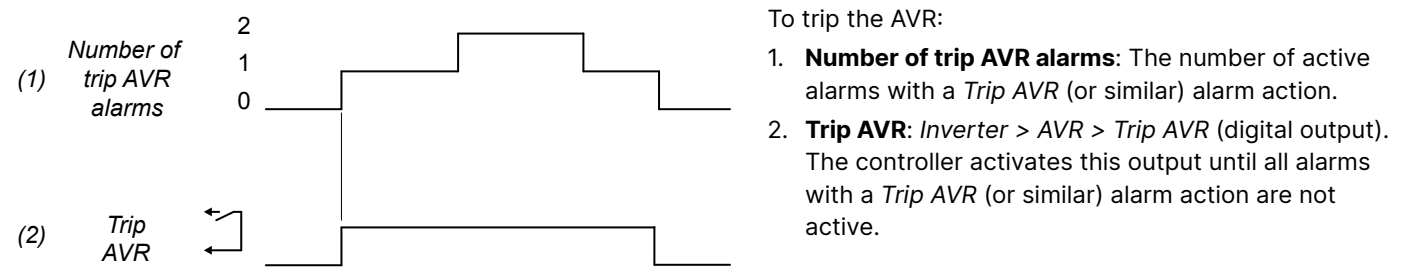 (1)
Number of
trip AVR
alarms
2
1
0
(2)
Trip
AVR
To trip the AVR:
1. Number of trip AVR alarms: The number of active
alarms with a Trip AVR (or similar) alarm action.
2. Trip AVR: Inverter > AVR > Trip AVR (digital output).
The controller activates this output until all alarms
with a Trip AVR (or similar) alarm action are not
active.